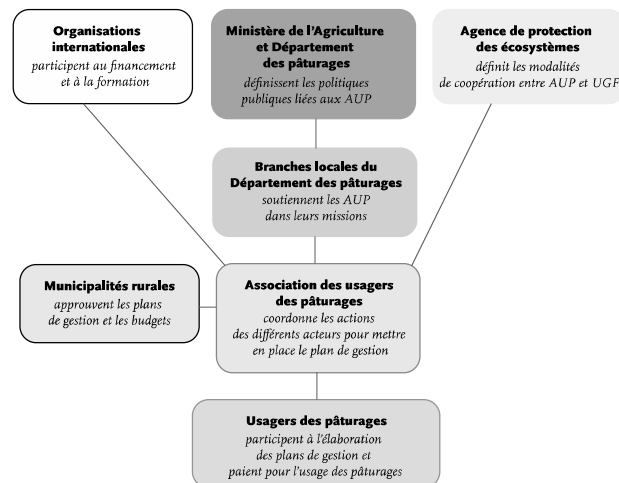 Organisations
internationales
participent au financement
et à la formation
Ministère de l'Agriculture
et Département
des pâturages
définissent les politiques
publiques liées aux AUP
Agence de protection
des écosystèmes
définit les modalités
de coopération entre AUP et UGF
Branches locales du
Département des pâturages
soutiennent les AUP
dans leurs missions
Municipalités rurales
approuvent les plans
de gestion et les budgets
Association des usagers
des pâturages
coordonne les actions
des différents acteurs pour mettre
en place le plan de gestion
Usagers des pâturages
participent à l'élaboration
des plans de gestion et
paient pour l'usage des pâturages